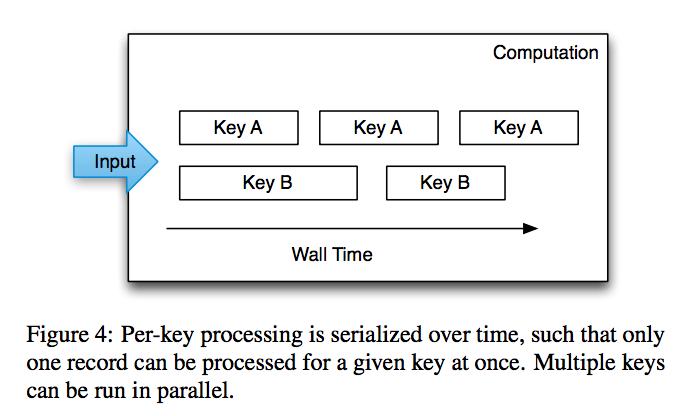 Computation
Key A Key A Key A
Input
Key B Key B
Wall Time
Figure 4: Per-key processing is serialized over time, such that only
one record can be processed for a given key at once. Multiple keys
can be run in parallel.